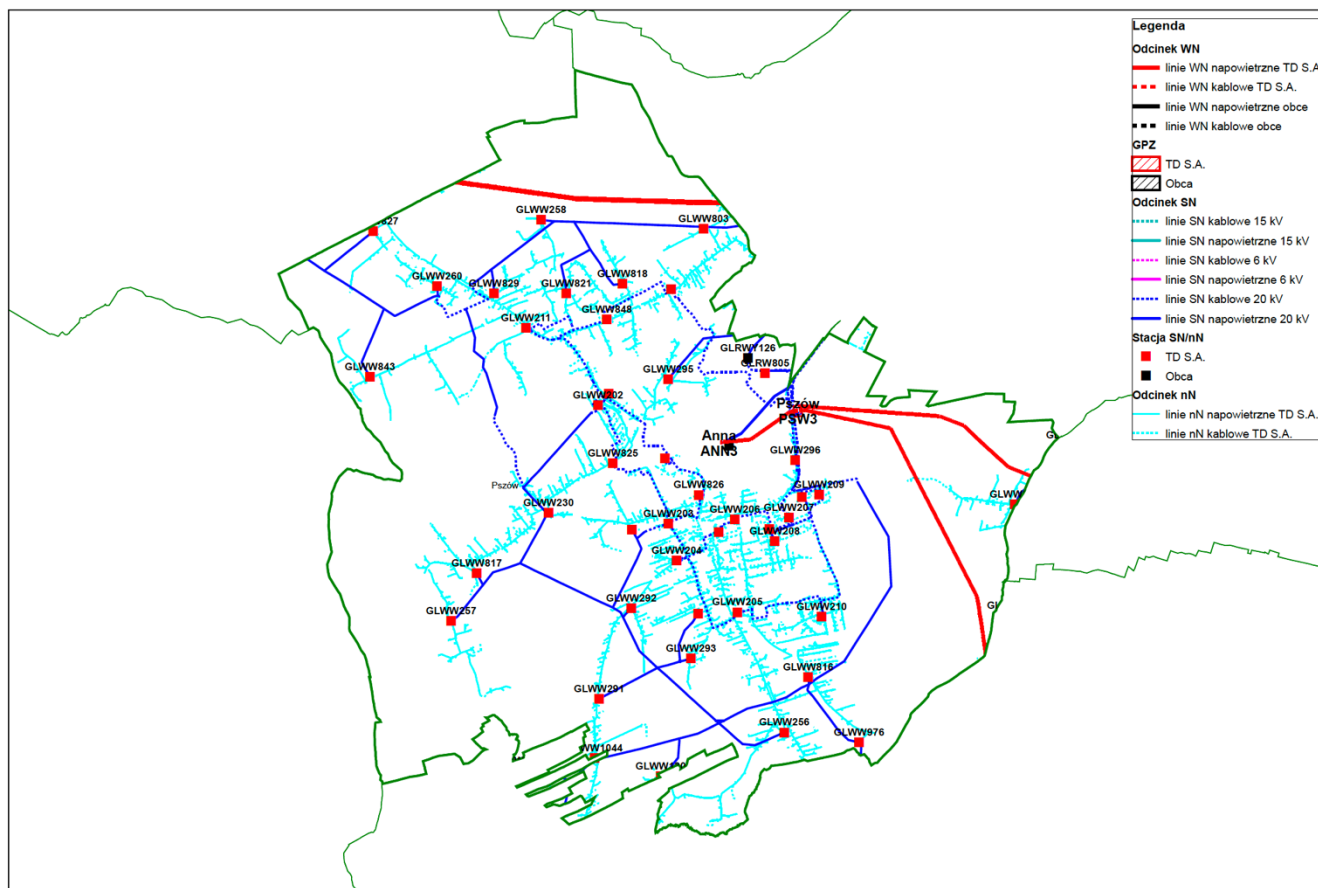 Legenda
Odcinek WN
linie WN napowietrzne TD S.A.
linie WN kablowe TD S.A.
linie WN napowietrzne obce
linie WN kablowe obce
GPZ
TD S.A.
Obca
Odcinek SN
linie SN kablowe 15 kV
linie SN napowietrzne 15 kV
linie SN kablowe 6 kV
linie SN napowietrzne 6 kV
linie SN kablowe 20 kV
linie SN napowietrzne 20 kV
Stacja SN/nN
TD S.A.
Obca
Odcinek nN
linie nN napowietrzne TD S.A.
linie nN kablowe TD S.A.
GLWW258
GLWW803
GLWW260
GLWW829
GLWW821
GLWW818
GLWW211
GLWW848
GLWW843
GLWW295
GLRW805
GLWW202
Pszów
PSW3
Anna
ANN3
GLWW825
GLWW296
Pszów
GLWW826
GLWW209
GLWW230
GLWW203
GLWW206
GLWW207
GLWW208
GLWW
GLWW204
GLWW817
GLWW257
GLWW292
GLWW205
GLWW210
GLWW293
GLWW816
GLWW291
GLWW256
GLWW976
WW1044